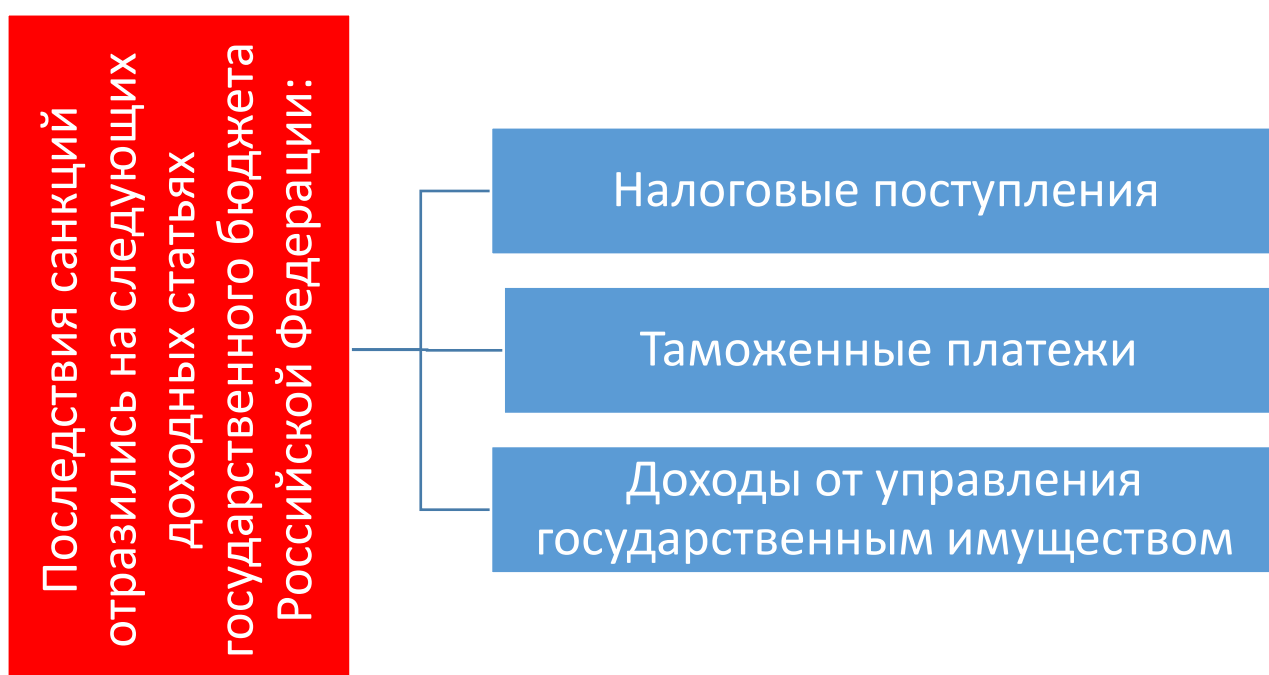 Последствия санкций
отразились на следующих
доходных статьях
государственного бюджета
Российской Федерации:
Налоговые поступления
Таможенные платежи
Доходы от управления
государственным имуществом